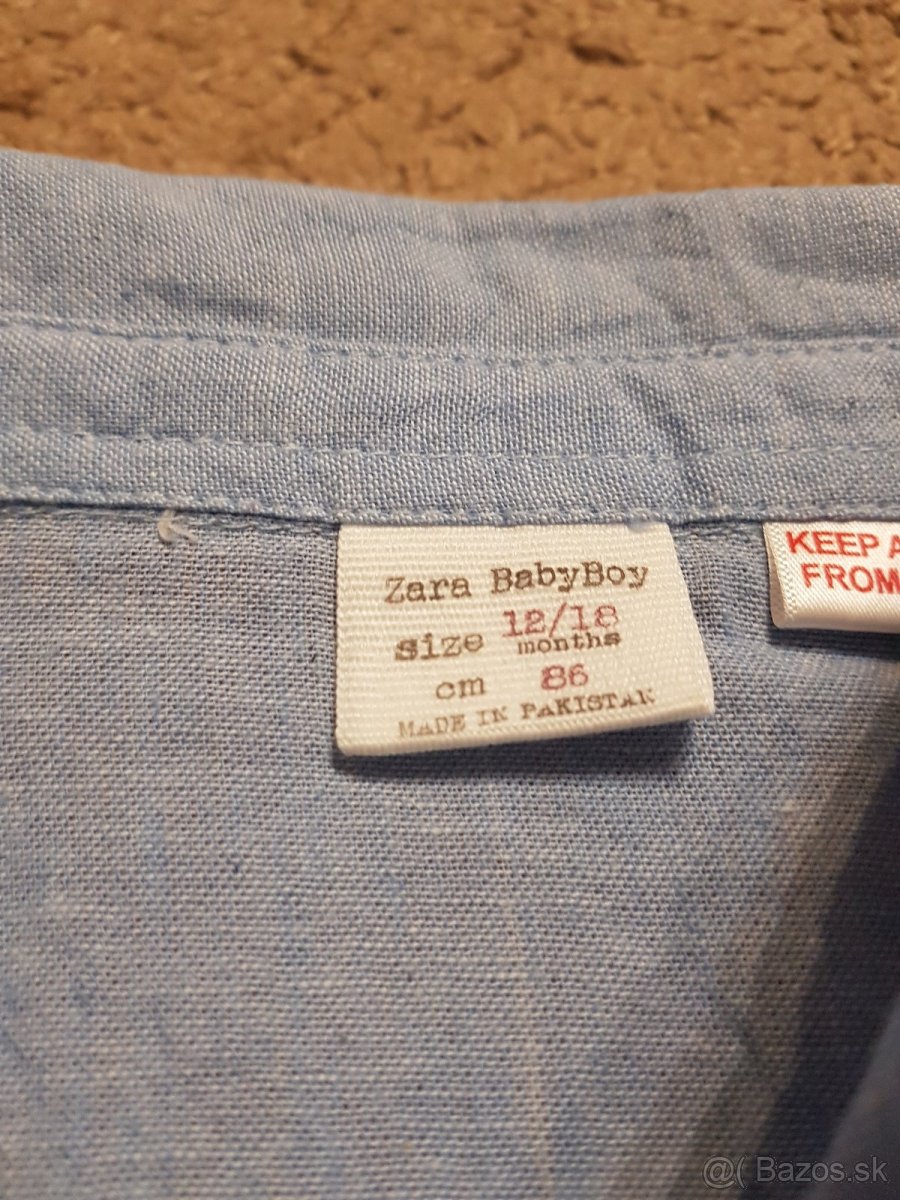 Zara BabyBoy
size 12/18
months
cm 86
MADE IN PAKISTAN
KEEP A
FROM
@( Bazos.sk